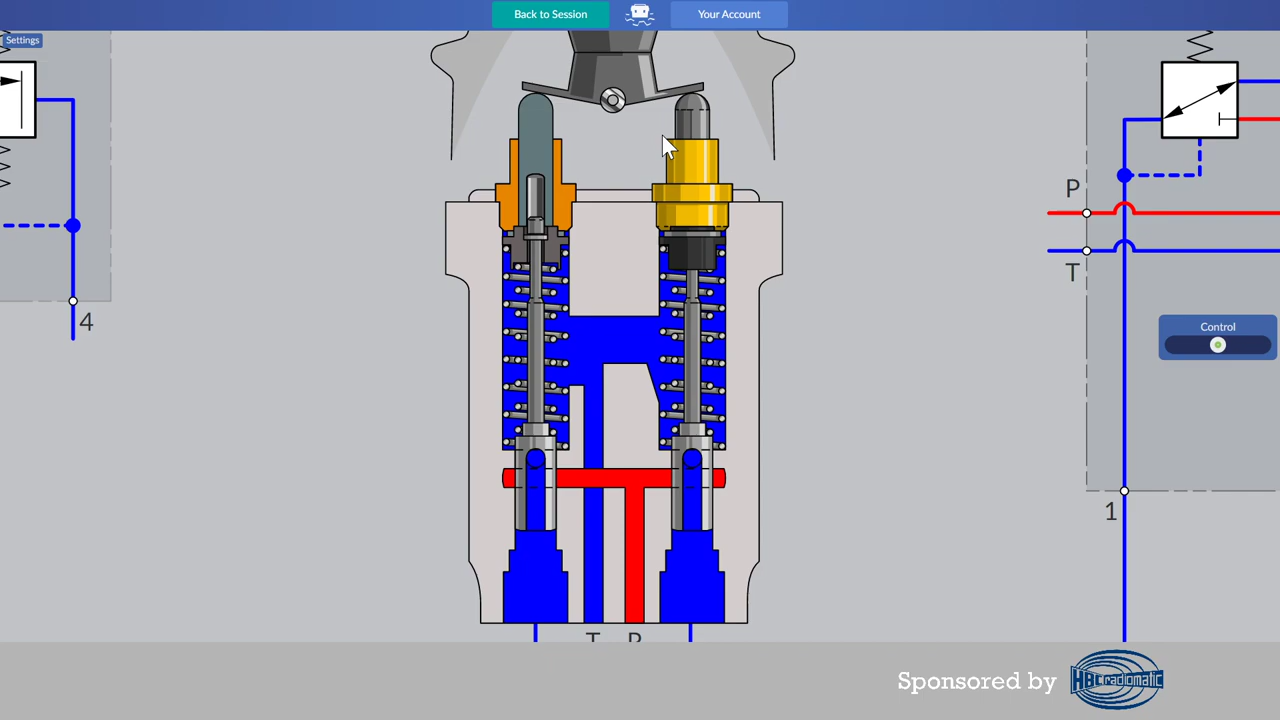 Back to Session
Your Account
Settings
P
T
4
Control
1
T P
Sponsored by
HBC radiomatic